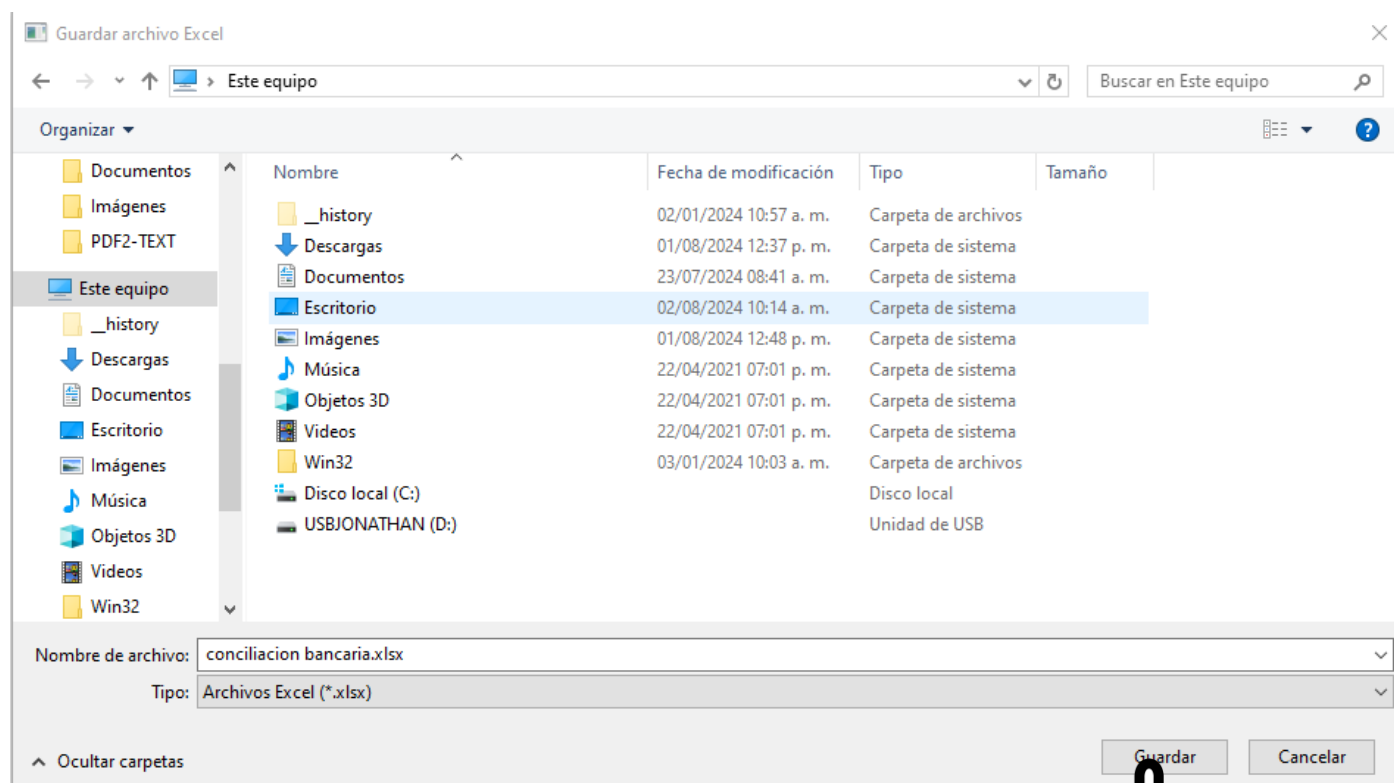 Guardar archivo Excel
Este equipo
Buscar en Este equipo
Organizar
Documentos
Imágenes
PDF2-TEXT
Este equipo
__history
Descargas
Documentos
Escritorio
Imágenes
Música
Objetos 3D
Videos
Win32
Nombre Fecha de modificación Tipo Tamaño
__history 02/01/2024 10:57 a. m. Carpeta de archivos
Descargas 01/08/2024 12:37 p. m. Carpeta de sistema
Documentos 23/07/2024 08:41 a. m. Carpeta de sistema
Escritorio 02/08/2024 10:14 a. m. Carpeta de sistema
Imágenes 01/08/2024 12:48 p. m. Carpeta de sistema
Música 22/04/2021 07:01 p. m. Carpeta de sistema
Objetos 3D 22/04/2021 07:01 p. m. Carpeta de sistema
Videos 22/04/2021 07:01 p. m. Carpeta de sistema
Win32 03/01/2024 10:03 a. m. Carpeta de archivos
Disco local (C:) Disco local
USBJONATHAN (D:) Unidad de USB
Nombre de archivo: conciliacion bancaria.xlsx
Tipo: Archivos Excel (*.xlsx)
Ocultar carpetas
Guardar
Cancelar